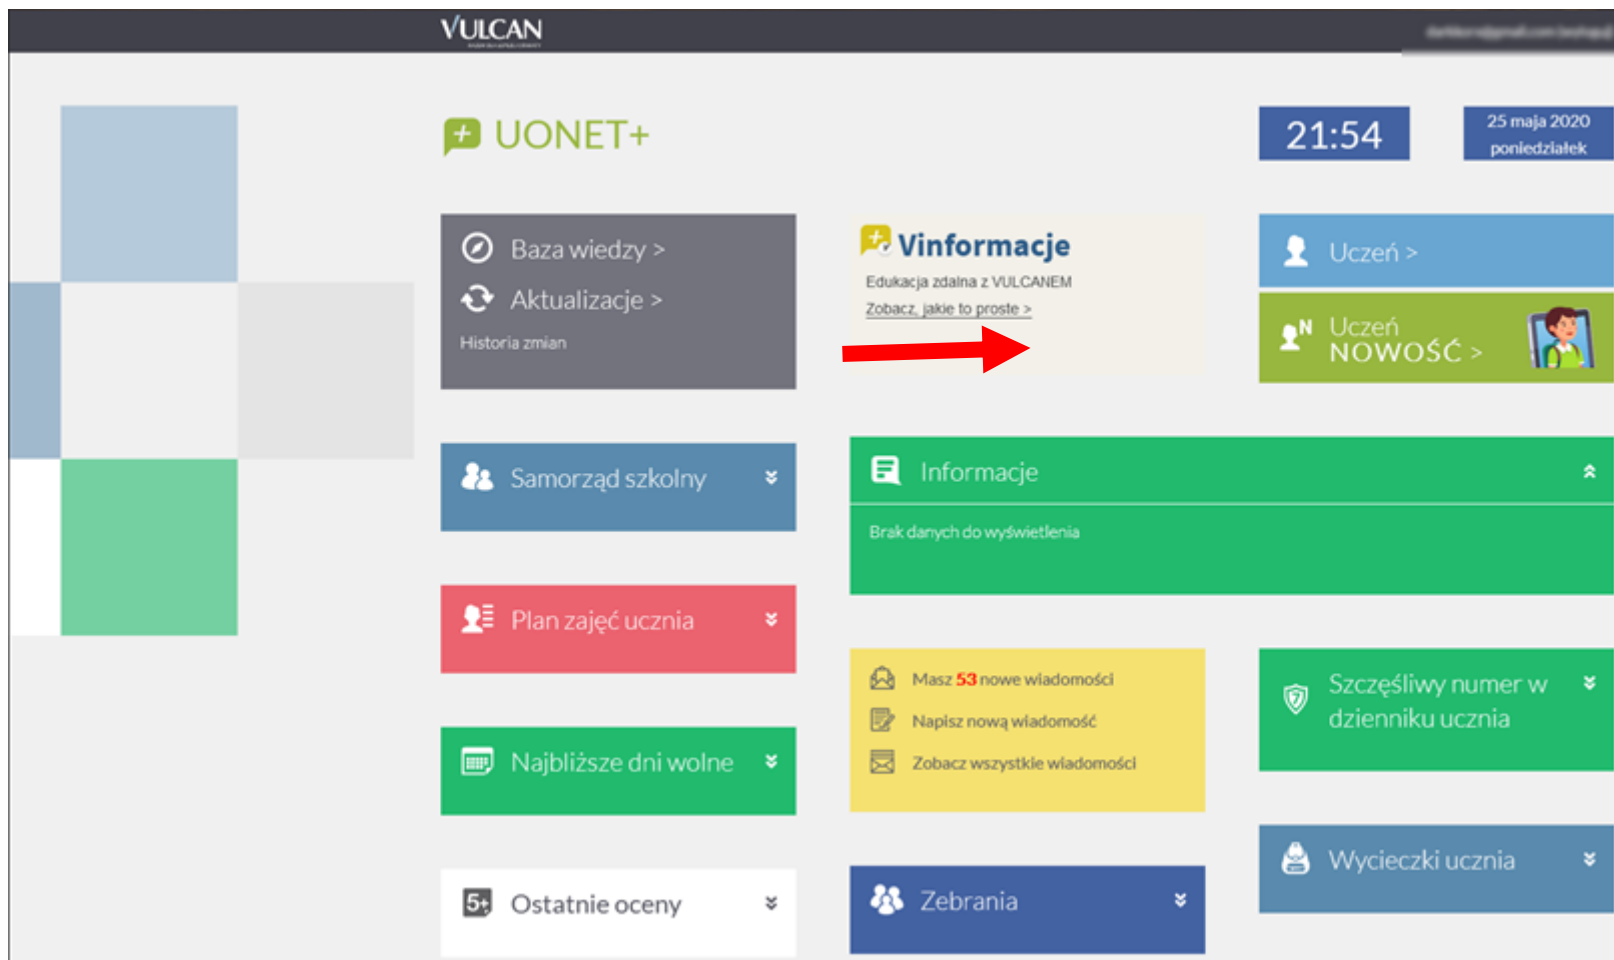 VULCAN
UONET+
21:54
25 maja 2020
poniedziałek
Baza wiedzy >
Aktualizacje >
Historia zmian
Vinformacje
Edukacja zdalna z VULCANEM
Zobacz, jakie to proste >
Uczeń >
N
Uczeń
NOWOŚĆ >
Samorząd szkolny
Informacje
Brak danych do wyświetlenia
Plan zajęć ucznia
Masz 53 nowe wiadomości
Napisz nową wiadomość
Zobacz wszystkie wiadomości
Szczęśliwy numer w
dzienniku ucznia
7
Najbliższe dni wolne
Wycieczki ucznia
5+ Ostatnie oceny
Zebrania